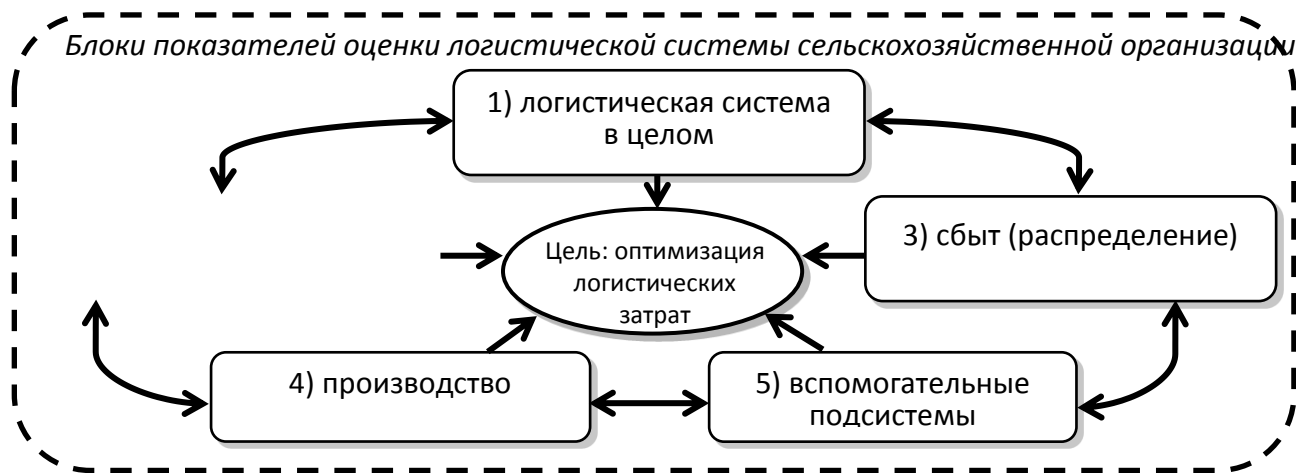 Блоки показателей оценки логистической системы сельскохозяйственной организации
1) логистическая система
в целом
3) сбыт (распределение)
Цель: оптимизация
логистических
затрат
4) производство
5) вспомогательные
подсистемы